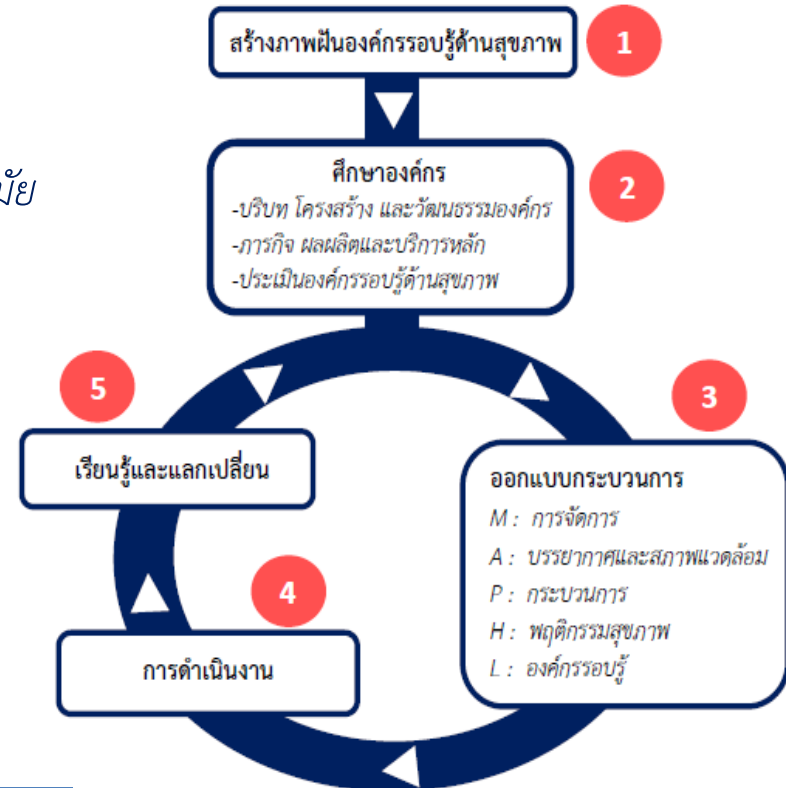 สร้างภาพฝันองค์กรรอบรู้ด้านสุขภาพ
1
ศึกษาองค์กร
-บริบท โครงสร้าง และวัฒนธรรมองค์กร
-ภารกิจ ผลผลิตและบริการหลัก
-ประเมินองค์กรรอบรู้ด้านสุขภาพ
2
3
ออกแบบกระบวนการ
M : การจัดการ
A : บรรยากาศและสภาพแวดล้อม
P : กระบวนการ
H : พฤติกรรมสุขภาพ
L : องค์กรรอบรู้
4
การดำเนินงาน
5
เรียนรู้และแลกเปลี่ยน